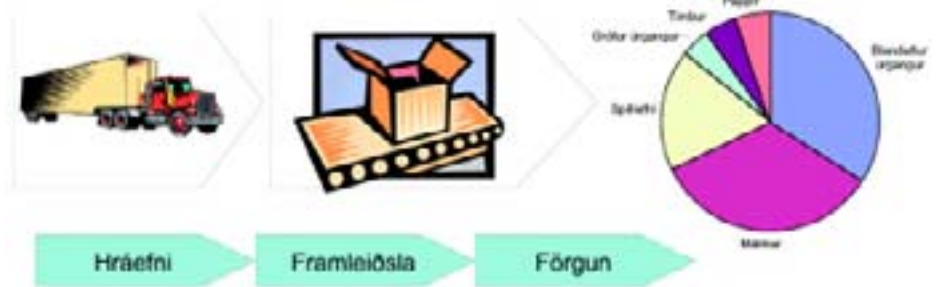 Pappír
Timbur
Grófur úrgangur
Blandaður
úrgangur
Spilliefni
Málmar
Hráefni
Framleiðsla
Förgun